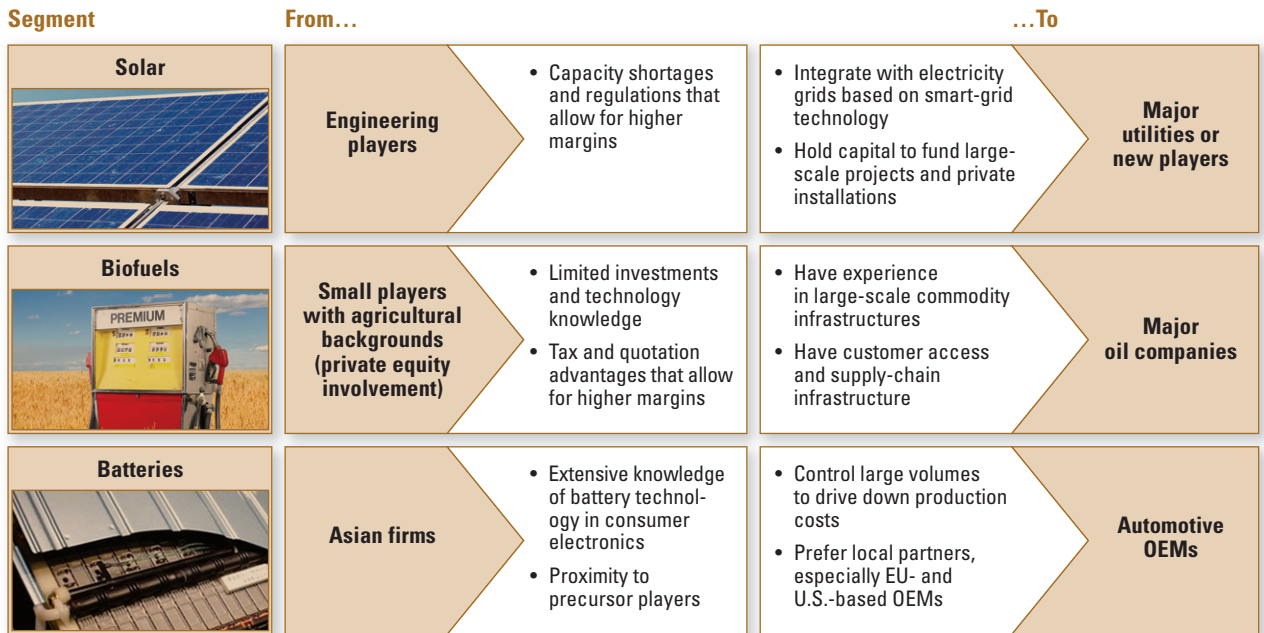 Segment
From…
…To
Solar
Engineering
players
• Capacity shortages
and regulations that
allow for higher
margins
• Integrate with electricity
grids based on smart-grid
technology
• Hold capital to fund large-
scale projects and private
installations
Major
utilities or
new players
Biofuels
PREMIUM
Small players
with agricultural
backgrounds
(private equity
involvement)
• Limited investments
and technology
knowledge
• Tax and quotation
advantages that allow
for higher margins
• Have experience
in large-scale commodity
infrastructures
• Have customer access
and supply-chain
infrastructure
Major
oil companies
Batteries
Asian firms
• Extensive knowledge
of battery technol-
ogy in consumer
electronics
• Proximity to
precursor players
• Control large volumes
to drive down production
costs
• Prefer local partners,
especially EU- and
U.S.-based OEMs
Automotive
OEMs